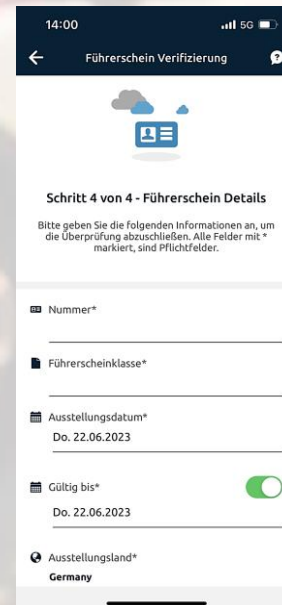 14:00
5G
Führerschein Verifizierung
?
Schritt 4 von 4 - Führerschein Details
Bitte geben Sie die folgenden Informationen an, um
die Überprüfung abzuschließen. Alle Felder mit *
markiert, sind Pflichtfelder.
Nummer*
Führerscheinklasse*
Ausstellungsdatum*
Do. 22.06.2023
Gültig bis*
Do. 22.06.2023
Ausstellungsland*
Germany